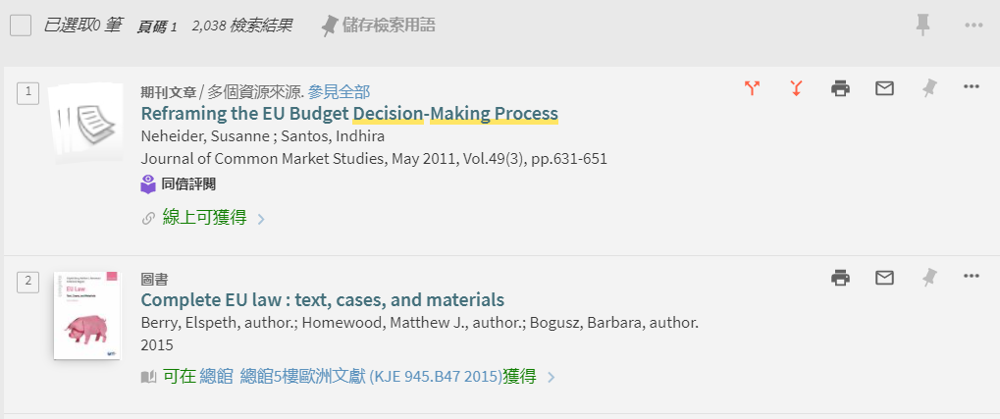 已選取0 筆 頁碼 1 2,038 檢索結果 儲存檢索用語
1
期刊文章 / 多個資源來源. 參見全部
Reframing the EU Budget Decision-Making Process
Neheider, Susanne ; Santos, Indhira
Journal of Common Market Studies, May 2011, Vol.49(3), pp.631-651
同儕評閱
線上可獲得
2
EU Law
圖書
Complete EU law : text, cases, and materials
Berry, Elspeth, author.; Homewood, Matthew J., author.; Bogusz, Barbara, author.
2015
可在 總館 總館5樓歐洲文獻 (KJE 945.B47 2015)獲得